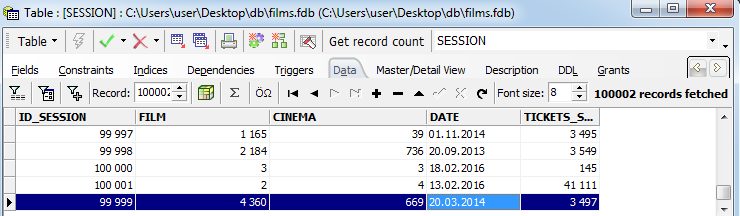 Table : [SESSION] : C:\Users\user\Desktop\db\films.fdb (C:\Users\user\Desktop\db\films.fdb)
Table Get record count SESSION
Fields Constraints Indices Dependencies Triggers Data Master/Detail View Description DDL Grants
Record: 100002 Σ ÖΩ Font size: 8 100002 records fetched
ID_SESSION FILM CINEMA DATE TICKETS_S...
99 997 1 165 39 01.11.2014 3 495
99 998 2 184 736 20.09.2013 3 549
100 000 3 3 18.02.2016 145
100 001 2 4 13.02.2016 41 111
99 999 4 360 669 20.03.2014 3 497